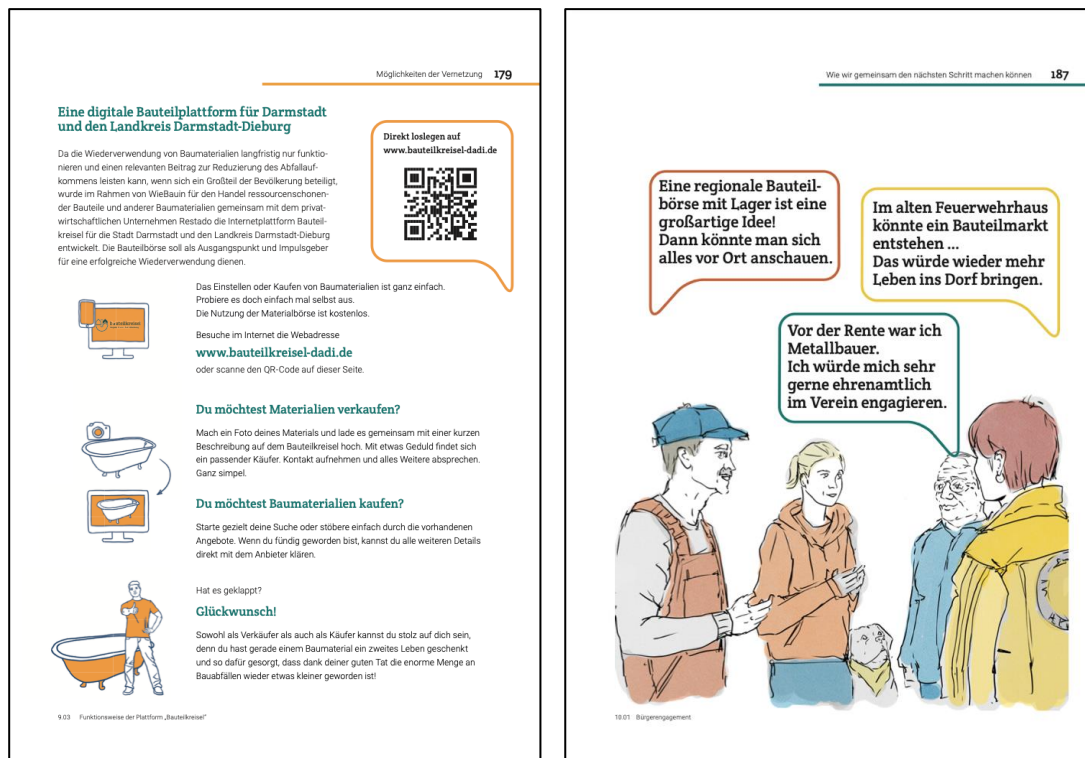 Möglichkeiten der Vernetzung 179
Eine digitale Bauteilplattform für Darmstadt
und den Landkreis Darmstadt-Dieburg
Da die Wiederverwendung von Baumaterialien langfristig nur funktio-
nieren und einen relevanten Beitrag zur Reduzierung des Abfallauf-
kommens leisten kann, wenn sich ein Großteil der Bevölkerung beteiligt,
wurde im Rahmen von WieBauin für den Handel ressourcenschonen-
der Bauteile und anderer Baumaterialien gemeinsam mit dem privat-
wirtschaftlichen Unternehmen Restado die Internetplattform Bauteil-
kreisel für die Stadt Darmstadt und den Landkreis Darmstadt-Dieburg
entwickelt. Die Bauteilbörse soll als Ausgangspunkt und Impulsgeber
für eine erfolgreiche Wiederverwendung dienen.
Direkt loslegen auf
www.bauteilkreisel-dadi.de
Das Einstellen oder Kaufen von Baumaterialien ist ganz einfach.
Probiere es doch einfach mal selbst aus.
Die Nutzung der Materialbörse ist kostenlos.
Besuche im Internet die Webadresse
www.bauteilkreisel-dadi.de
oder scanne den QR-Code auf dieser Seite.
bauteilkreisel
Du möchtest Materialien verkaufen?
Mach ein Foto deines Materials und lade es gemeinsam mit einer kurzen
Beschreibung auf dem Bauteilkreisel hoch. Mit etwas Geduld findet sich
ein passender Käufer. Kontakt aufnehmen und alles Weitere absprechen.
Ganz simpel.
Du möchtest Baumaterialien kaufen?
Starte gezielt deine Suche oder stöbere einfach durch die vorhandenen
Angebote. Wenn du fündig geworden bist, kannst du alle weiteren Details
direkt mit dem Anbieter klären.
Hat es geklappt?
Glückwunsch!
Sowohl als Verkäufer als auch als Käufer kannst du stolz auf dich sein,
denn du hast gerade einem Baumaterial ein zweites Leben geschenkt
und so dafür gesorgt, dass dank deiner guten Tat die enorme Menge an
Bauabfällen wieder etwas kleiner geworden ist!
9.03 Funktionsweise der Plattform „Bauteilkreisel"
Wie wir gemeinsam den nächsten Schritt machen können 187
Eine regionale Bauteil-
börse mit Lager ist eine
großartige Idee!
Dann könnte man sich
alles vor Ort anschauen.
Im alten Feuerwehrhaus
könnte ein Bauteilmarkt
entstehen ...
Das würde wieder mehr
Leben ins Dorf bringen.
Vor der Rente war ich
Metallbauer.
Ich würde mich sehr
gerne ehrenamtlich
im Verein engagieren.
10.01 Bürgerengagement